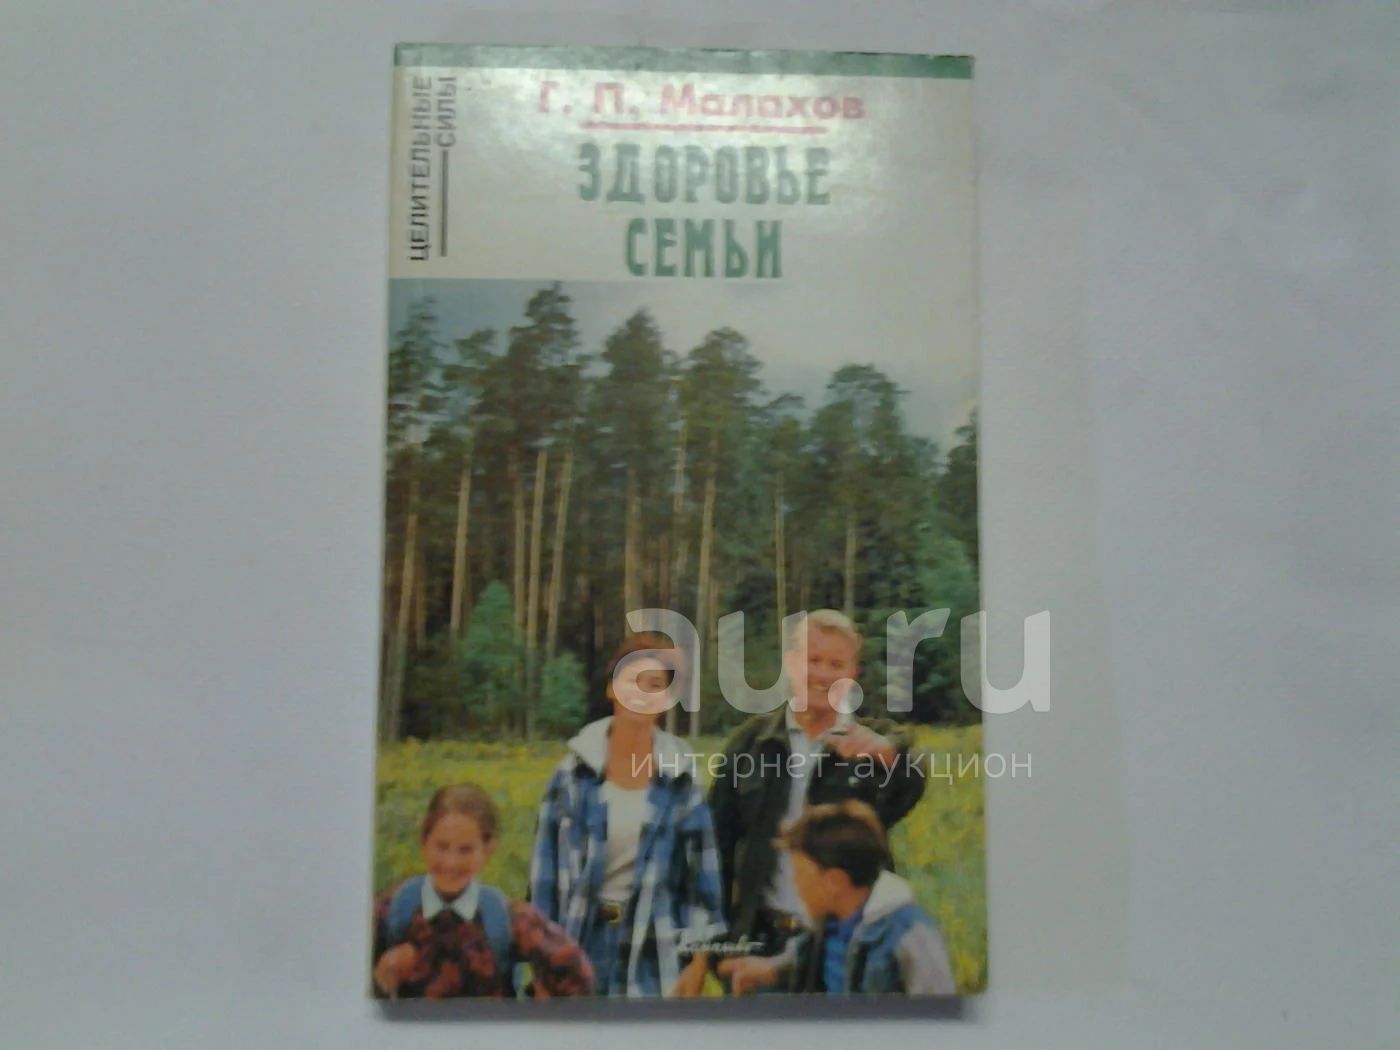 Г. П. Малахов
ЗДОРОВЬЕ
СЕМЬИ
ЦЕЛИТЕЛЬНЫЕ
СИЛЫ
au.ru
интернет-аукцион